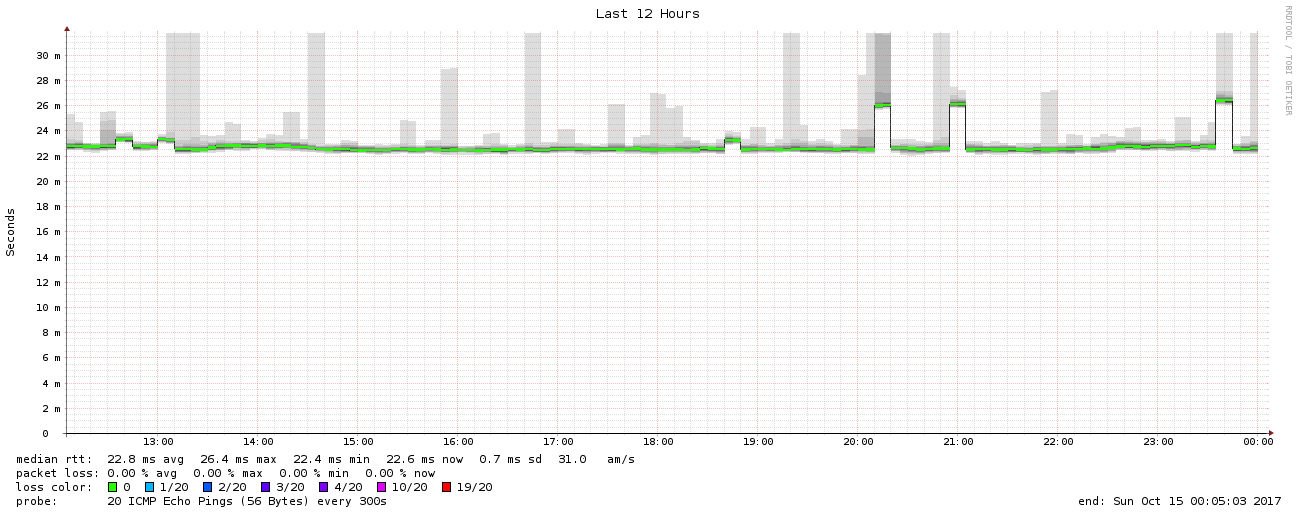 Last 12 Hours
RRDTOOL / TOBI OETIKER
Seconds
30 m
28 m
26 m
24 m
22 m
20 m
18 m
16 m
14 m
12 m
10 m
8 m
6 m
4 m
2 m
0
13:00 14:00 15:00 16:00 17:00 18:00 19:00 20:00 21:00 22:00 23:00 00:00
median rtt: 22.8 ms avg 26.4 ms max 22.4 ms min 22.6 ms now 0.7 ms sd 31.0 am/s
packet loss: 0.00 % avg 0.00 % max 0.00 % min 0.00 % now
loss color: 0 1/20 2/20 3/20 4/20 10/20 19/20
probe: 20 ICMP Echo Pings (56 Bytes) every 300s end: Sun Oct 15 00:05:03 2017